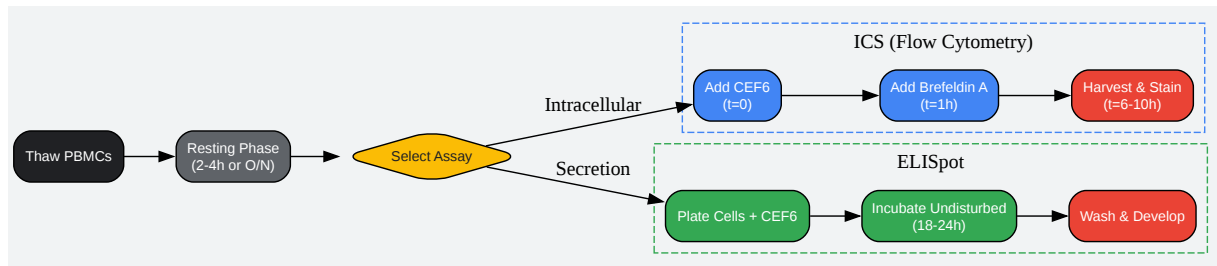 Thaw PBMCs
Resting Phase
(2-4h or O/N)
Select Assay
Intracellular
ICS (Flow Cytometry)
Add CEF6
(t=0)
Add Brefeldin A
(t=1h)
Harvest & Stain
(t=6-10h)
Secretion
ELISpot
Plate Cells + CEF6
Incubate Undisturbed
(18-24h)
Wash & Develop